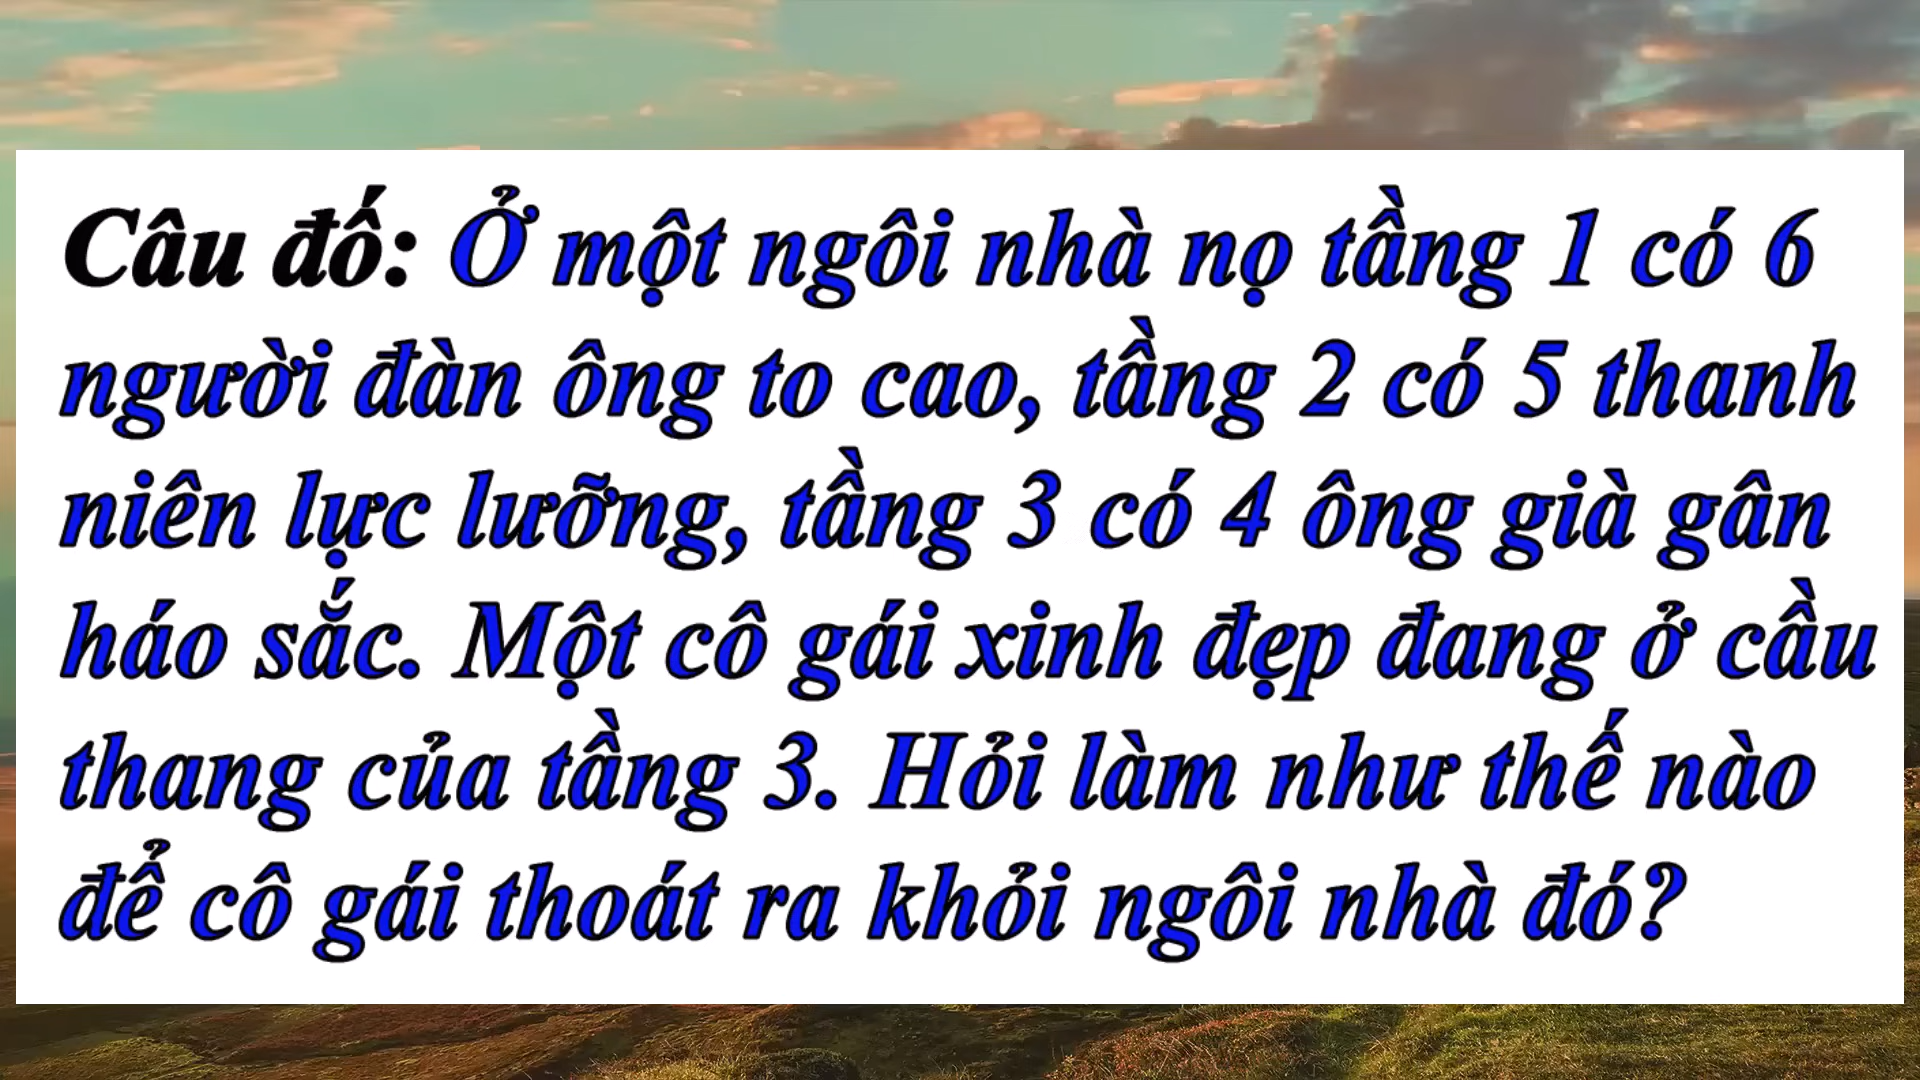 Câu đố: Ở một ngôi nhà nọ tầng 1 có 6
người đàn ông to cao, tầng 2 có 5 thanh
niên lực lưỡng, tầng 3 có 4 ông già gân
háo sắc. Một cô gái xinh đẹp đang ở cầu
thang của tầng 3. Hỏi làm như thế nào
để cô gái thoát ra khỏi ngôi nhà đó?